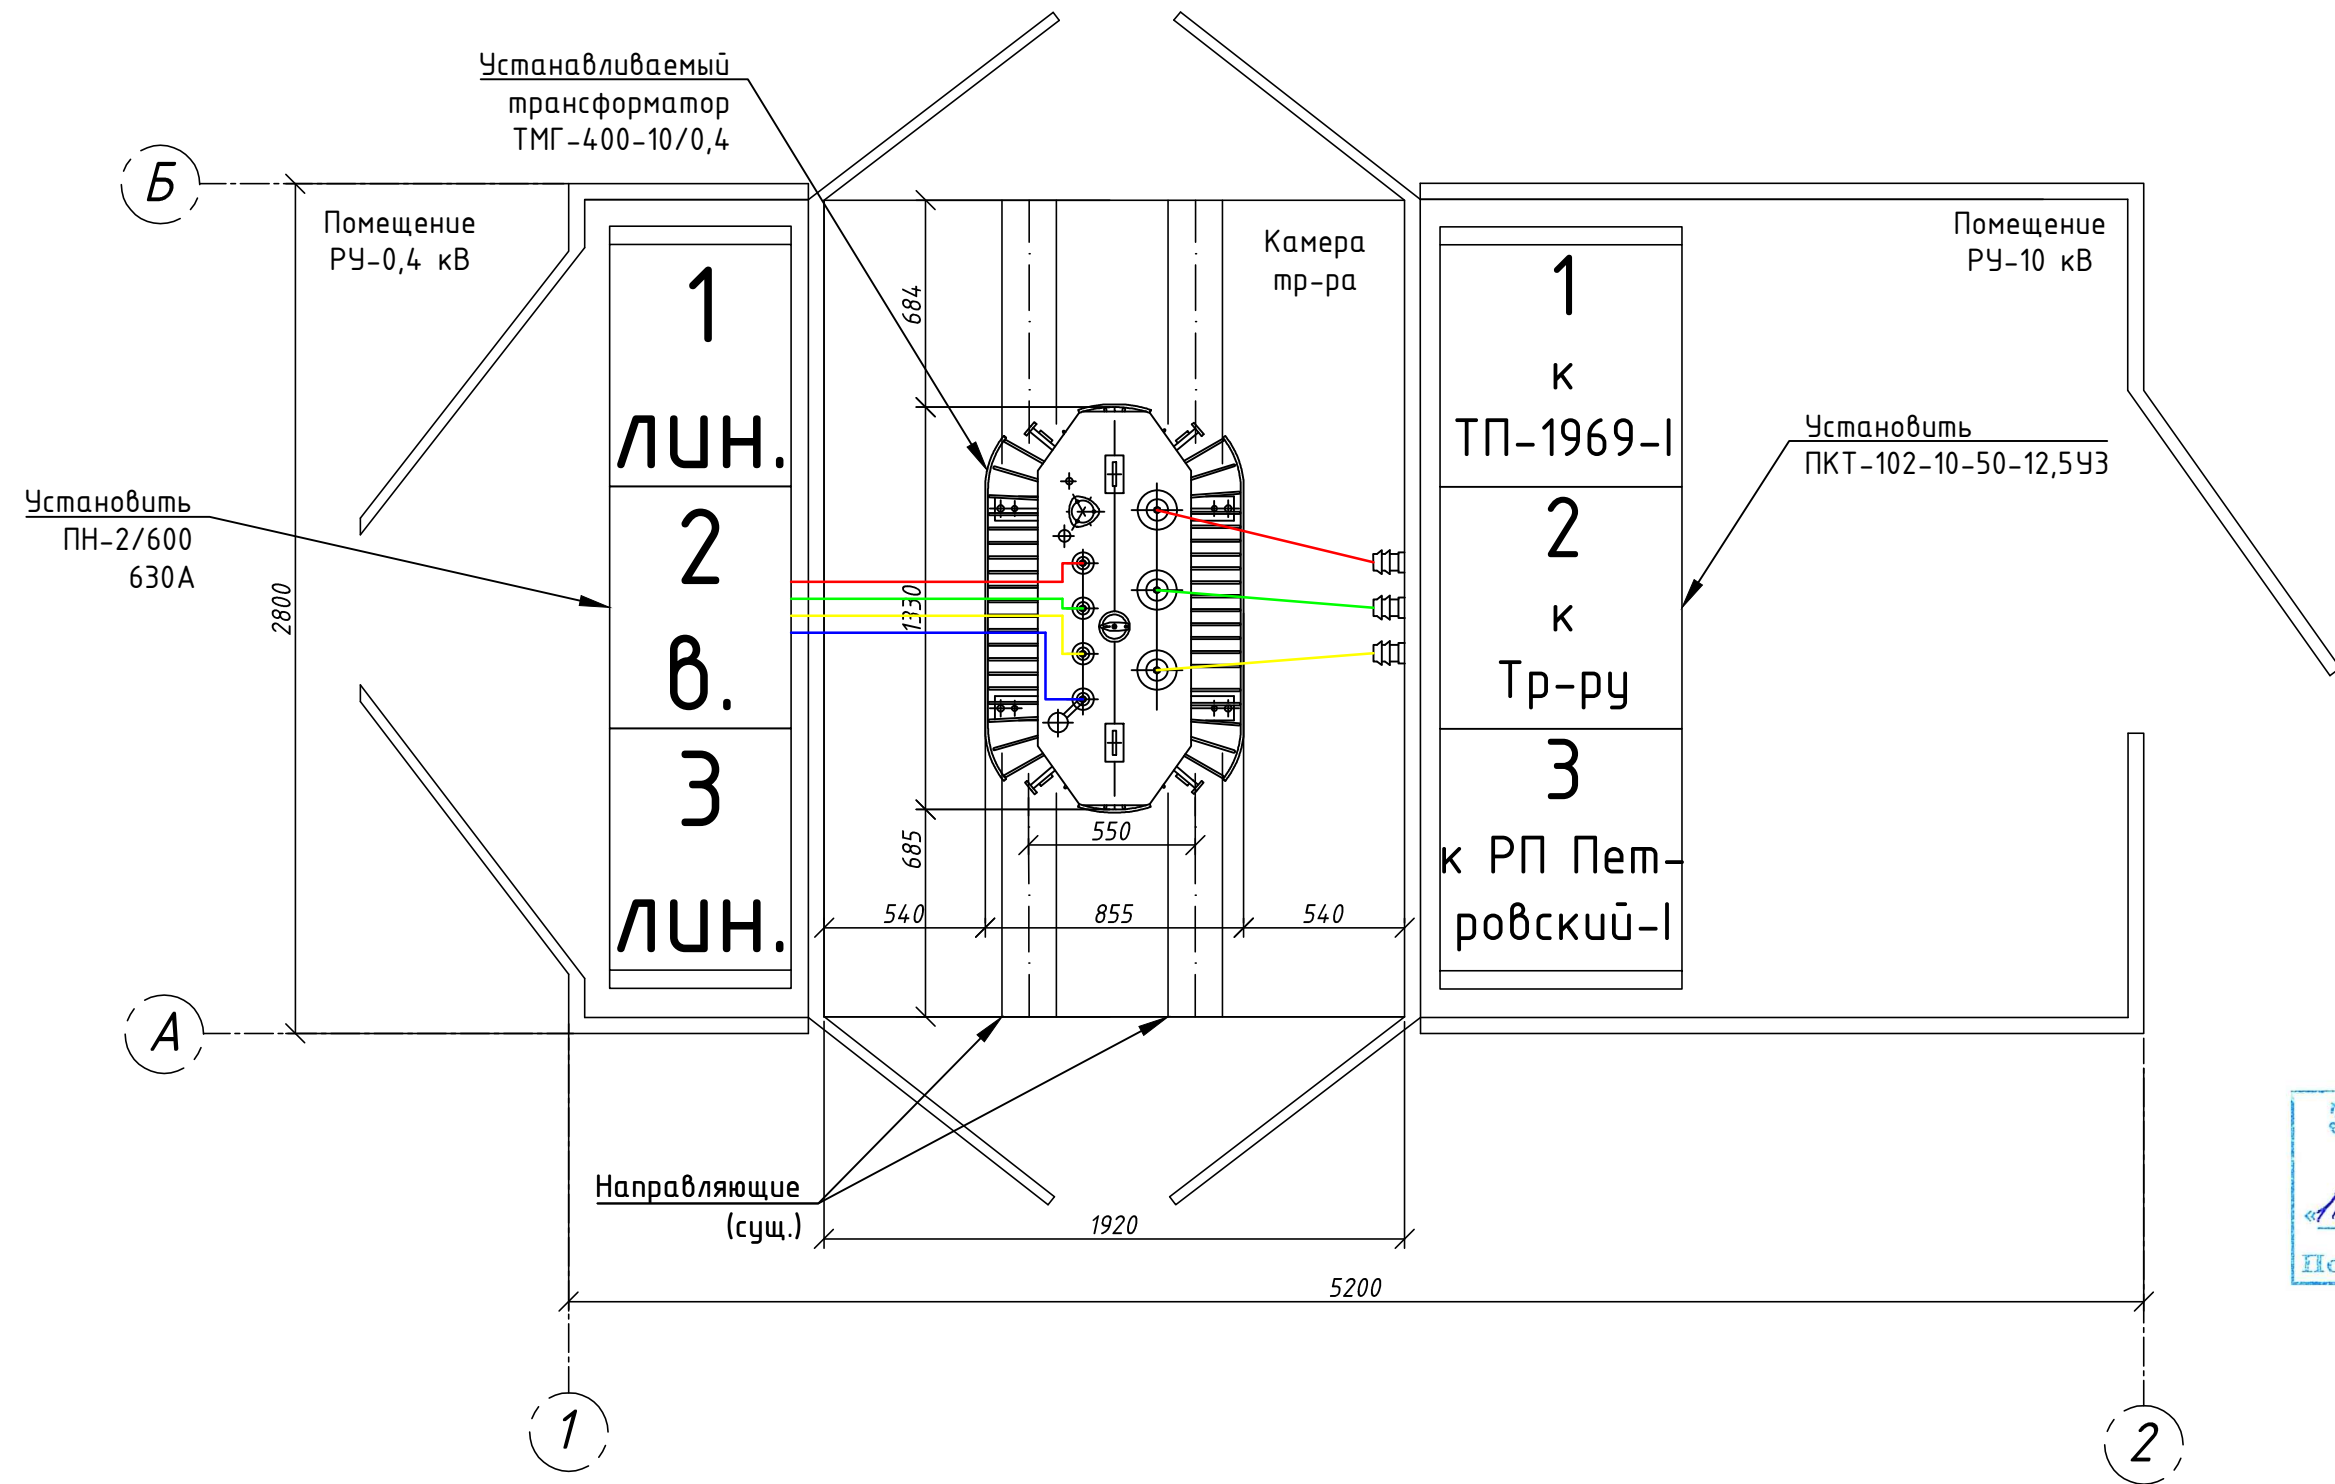 Устанавливаемый
трансформатор
ТМГ-400-10/0,4
Б
Помещение
РУ-0,4 кВ
Камера
тр-ра
Помещение
РУ-10 кВ
684
1
лин.
2
в.
3
лин.
1
к
ТП-1969-I
2
к
Тр-ру
3
к РП Пет-
ровский-I
Установить
ПКТ-102-10-50-12,5У3
Установить
ПН-2/600
630А
2800
1330
685
550
540
855
540
А
Направляющие
(сущ.)
1920
5200
1
2